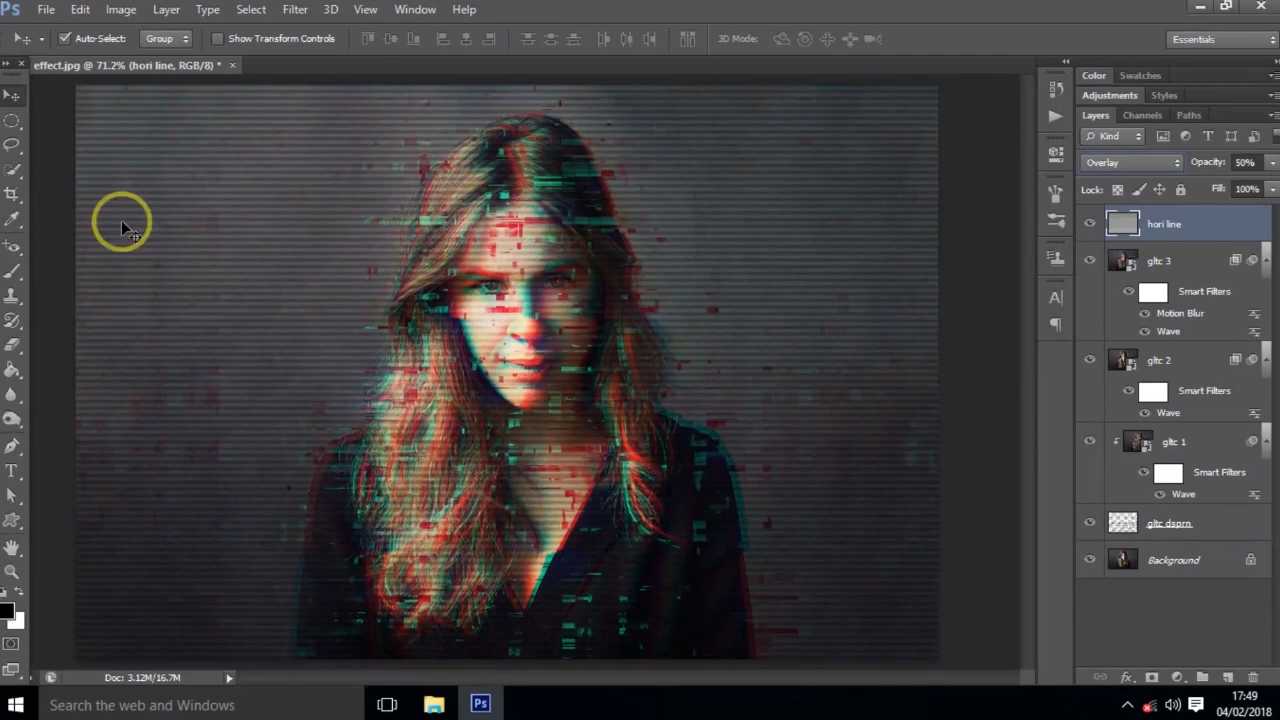 Ps File Edit Image Layer Type Select Filter 3D View Window Help
Auto-Select: Group Show Transform Controls 3D Mode: Essentials
effect.jpg @ 71.2% (hori line, RGB/8) * ×
Color Swatches
Adjustments Styles
Layers Channels Paths
Kind
Overlay Opacity: 50%
Lock: Fill: 100%
hori line
gltc 3
Smart Filters
Motion Blur
Wave
gltc 2
Smart Filters
Wave
gltc 1
Smart Filters
Wave
gltc dsprn
Background
Doc: 3.12M/16.7M
Search the web and Windows
Ps
17:49
04/02/2018